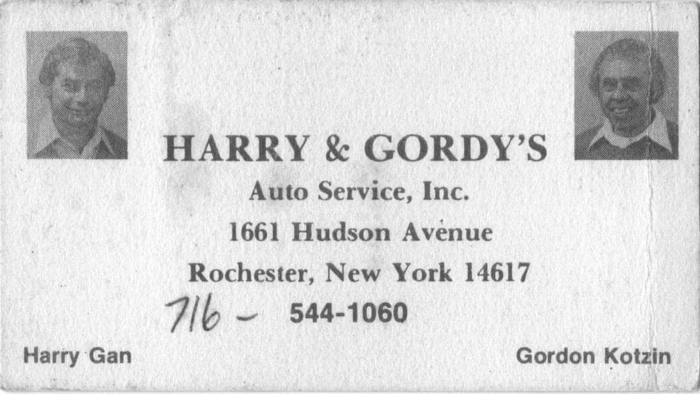 HARRY & GORDY'S
Auto Service, Inc.
1661 Hudson Avenue
Rochester, New York 14617
716 - 544-1060
Harry Gan
Gordon Kotzin